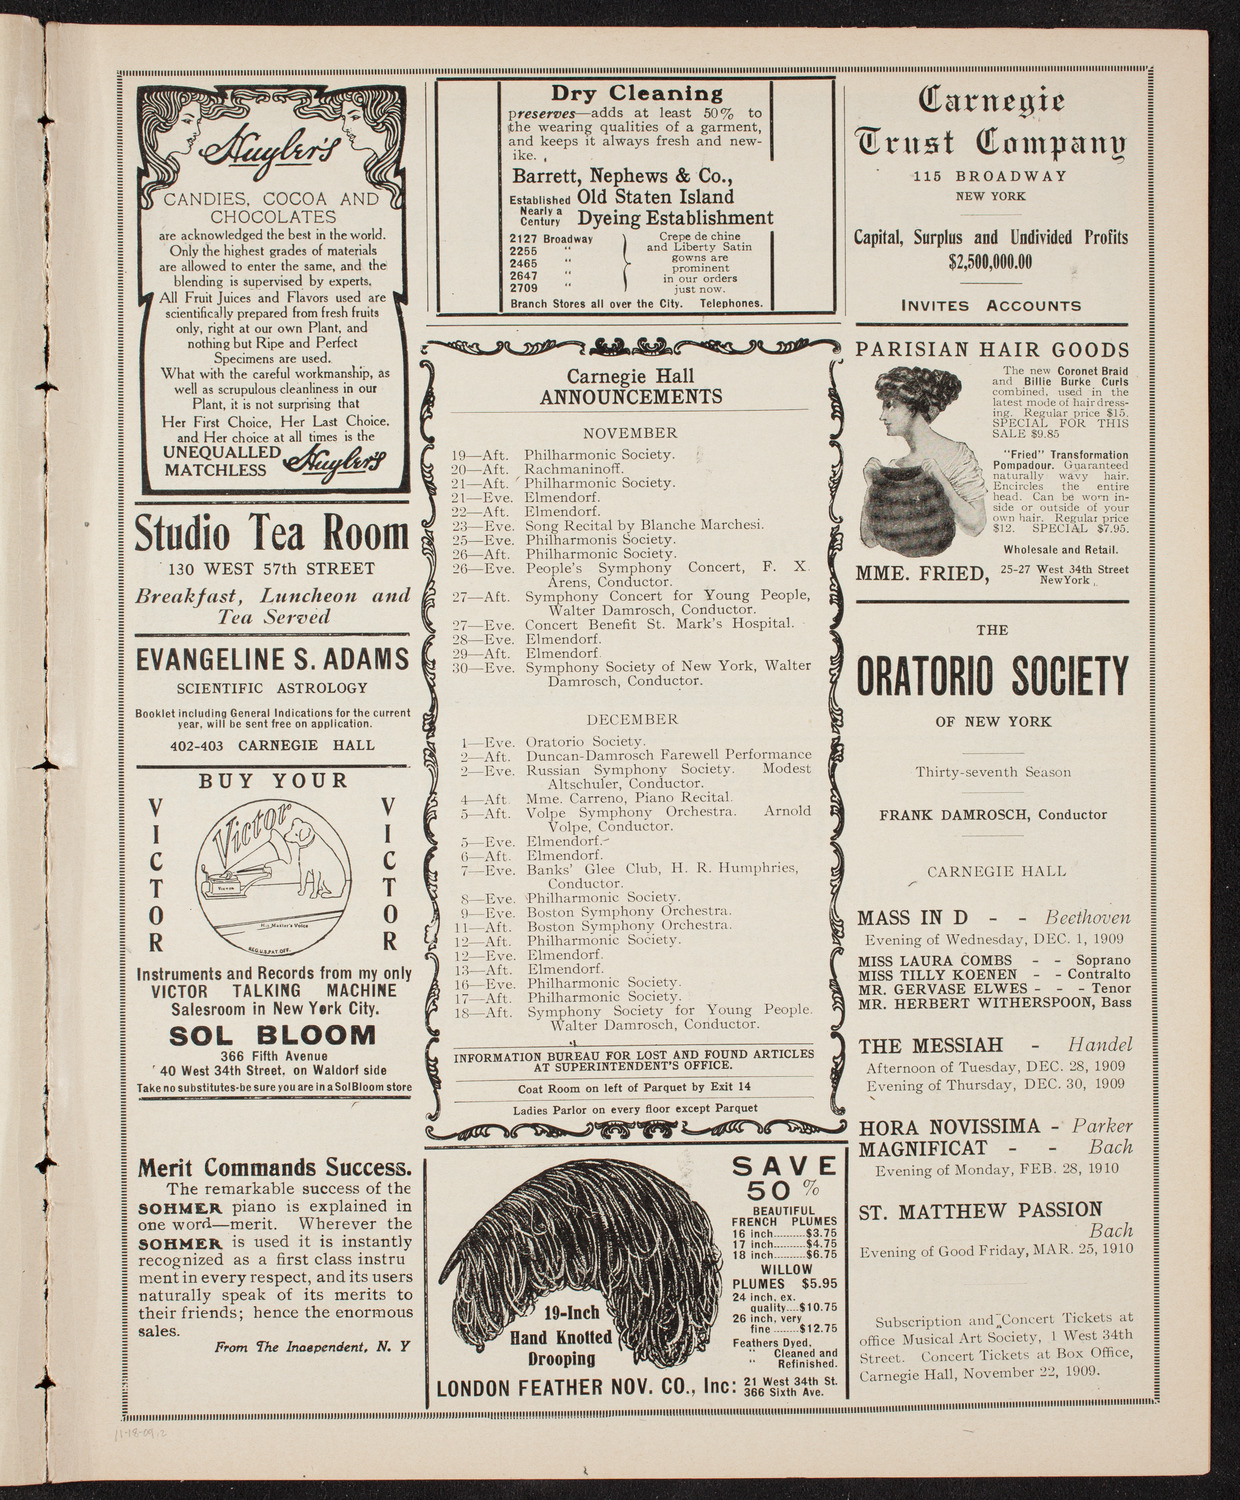 Huyler's
CANDIES, COCOA AND
CHOCOLATES
are acknowledged the best in the world.
Only the highest grades of materials
are allowed to enter the same, and the
blending is supervised by experts.
All Fruit Juices and Flavors used are
scientifically prepared from fresh fruits
only, right at our own Plant, and
nothing but Ripe and Perfect
Specimens are used.
What with the careful workmanship, as
well as scrupulous cleanliness in our
Plant, it is not surprising that
Her First Choice, Her Last Choice,
and Her choice at all times is the
UNEQUALLED
MATCHLESS Huyler's
Studio Tea Room
130 WEST 57th STREET
Breakfast, Luncheon and
Tea Served
EVANGELINE S. ADAMS
SCIENTIFIC ASTROLOGY
Booklet including General Indications for the current
year, will be sent free on application.
402-403 CARNEGIE HALL
BUY YOUR
VICTOR
Victor
VICTOR
Victor
His Master's Voice
REG. U.S. PAT. OFF.
Instruments and Records from my only
VICTOR TALKING MACHINE
Salesroom in New York City.
SOL BLOOM
366 Fifth Avenue
40 West 34th Street, on Waldorf side
Take no substitutes-be sure you are in a Sol Bloom store
Merit Commands Success.
The remarkable success of the
SOHMER piano is explained in
one word—merit. Wherever the
SOHMER is used it is instantly
recognized as a first class instru
ment in every respect, and its users
naturally speak of its merits to
their friends; hence the enormous
sales.
From The Independent, N. Y
Dry Cleaning
preserves—adds at least 50% to
the wearing qualities of a garment,
and keeps it always fresh and new-
ike.
Barrett, Nephews & Co.,
Established Nearly a Century
Old Staten Island
Dyeing Establishment
2127 Broadway
2255 "
2465 "
2647 "
2709 "
Crepe de chine
and Liberty Satin
gowns are
prominent
in our orders
just now.
Branch Stores all over the City. Telephones.
Carnegie Hall
ANNOUNCEMENTS
NOVEMBER
19—Aft. Philharmonic Society.
20—Aft. Rachmaninoff.
21—Aft. Philharmonic Society.
21—Eve. Elmendorf.
22—Aft. Elmendorf.
23—Eve. Song Recital by Blanche Marchesi.
25—Eve. Philharmonis Society.
26—Aft. Philharmonic Society.
26—Eve. People's Symphony Concert, F. X.
Arens, Conductor.
27—Aft. Symphony Concert for Young People,
Walter Damrosch, Conductor.
27—Eve. Concert Benefit St. Mark's Hospital.
28—Eve. Elmendorf.
29—Aft. Elmendorf
30—Eve. Symphony Society of New York, Walter
Damrosch, Conductor.
DECEMBER
1—Eve. Oratorio Society.
2—Aft. Duncan-Damrosch Farewell Performance
2—Eve. Russian Symphony Society. Modest
Altschuler, Conductor.
4—Aft. Mme. Carreno, Piano Recital.
5—Aft. Volpe Symphony Orchestra. Arnold
Volpe, Conductor.
5—Eve. Elmendorf.
6—Aft. Elmendorf.
7—Eve. Banks' Glee Club, H. R. Humphries,
Conductor.
8—Eve. Philharmonic Society.
9—Eve. Boston Symphony Orchestra.
11—Aft. Boston Symphony Orchestra.
12—Aft. Philharmonic Society.
12—Eve. Elmendorf.
13—Aft. Elmendorf.
16—Eve. Philharmonic Society.
17—Aft. Philharmonic Society.
18—Aft. Symphony Society for Young People.
Walter Damrosch, Conductor.
INFORMATION BUREAU FOR LOST AND FOUND ARTICLES
AT SUPERINTENDENT'S OFFICE.
Coat Room on left of Parquet by Exit 14
Ladies Parlor on every floor except Parquet
19-Inch
Hand Knotted
Drooping
SAVE
50 %
BEAUTIFUL
FRENCH PLUMES
16 inch..........$3.75
17 inch..........$4.75
18 inch..........$6.75
WILLOW
PLUMES $5.95
24 inch, ex.
quality....$10.75
26 inch, very
fine........$12.75
Feathers Dyed,
" Cleaned and
" Refinished.
LONDON FEATHER NOV. CO., Inc: 21 West 34th St.
366 Sixth Ave.
Carnegie
Trust Company
115 BROADWAY
NEW YORK
Capital, Surplus and Undivided Profits
$2,500,000.00
INVITES ACCOUNTS
PARISIAN HAIR GOODS
The new Coronet Braid
and Billie Burke Curls
combined, used in the
latest mode of hairdress-
ing. Regular price $15.
SPECIAL FOR THIS
SALE $9.85
"Fried" Transformation
Pompadour. Guaranteed
naturally wavy hair.
Encircles the entire
head. Can be worn in-
side or outside of your
own hair. Regular price
$12. SPECIAL $7.95.
Wholesale and Retail.
MME. FRIED, 25-27 West 34th Street
New York
THE
ORATORIO SOCIETY
OF NEW YORK
Thirty-seventh Season
FRANK DAMROSCH, Conductor
CARNEGIE HALL
MASS IN D - - Beethoven
Evening of Wednesday, DEC. 1, 1909
MISS LAURA COMBS - - Soprano
MISS TILLY KOENEN - - Contralto
MR. GERVASE ELWES - - - Tenor
MR. HERBERT WITHERSPOON, Bass
THE MESSIAH - Handel
Afternoon of Tuesday, DEC. 28, 1909
Evening of Thursday, DEC. 30, 1909
HORA NOVISSIMA - Parker
MAGNIFICAT - - Bach
Evening of Monday, FEB. 28, 1910
ST. MATTHEW PASSION
Bach
Evening of Good Friday, MAR. 25, 1910
Subscription and Concert Tickets at
office Musical Art Society, 1 West 34th
Street. Concert Tickets at Box Office,
Carnegie Hall, November 22, 1909.
11-18-09.2